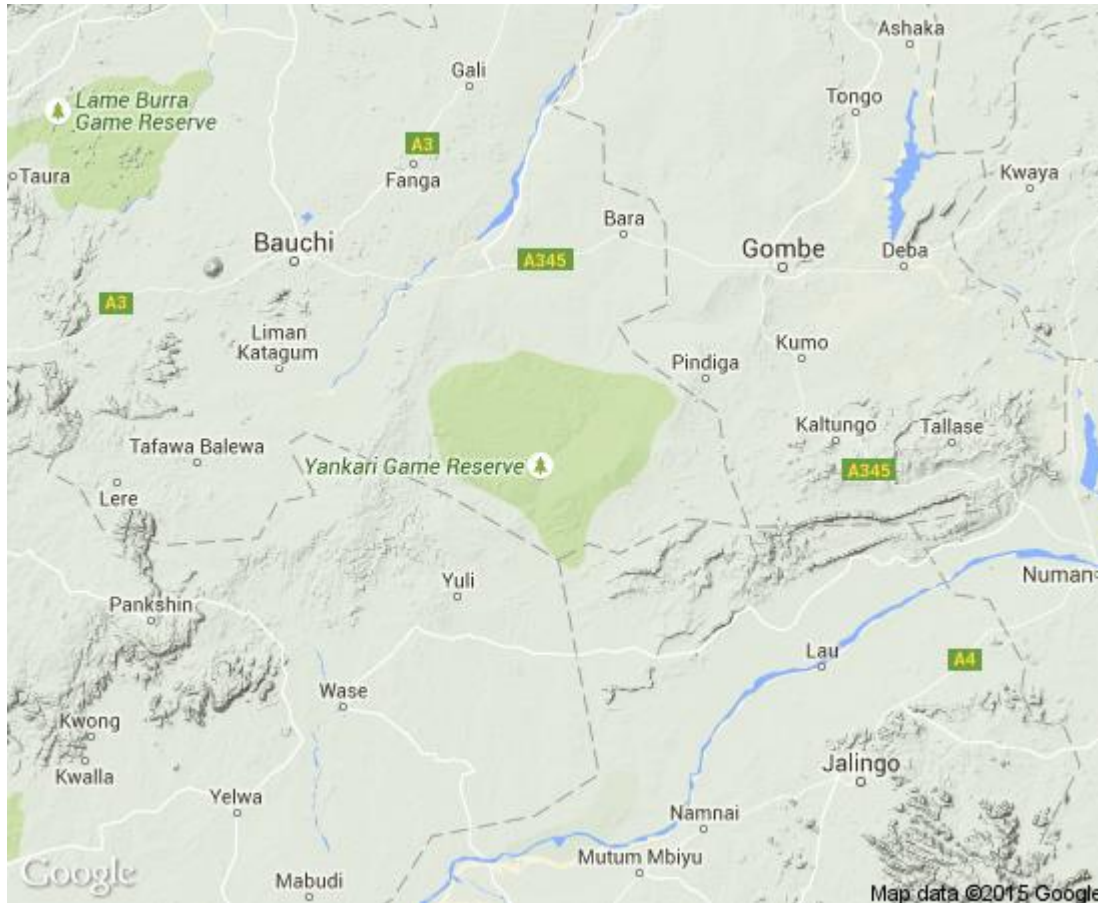 Ashaka
Gali
Lame Burra
Game Reserve
Tongo
A3
Taura
Fanga
Kwaya
Bara
Bauchi
Gombe
Deba
A345
A3
Liman
Katagum
Kumo
Pindiga
Kaltungo
Tallase
Tafawa Balewa
Yankari Game Reserve
A345
Lere
Numan
Yuli
Pankshin
Lau
A4
Wase
Kwong
Kwalla
Jalingo
Yelwa
Namnai
Mutum Mbiyu
Google
Mabudi
Map data ©2015 Google